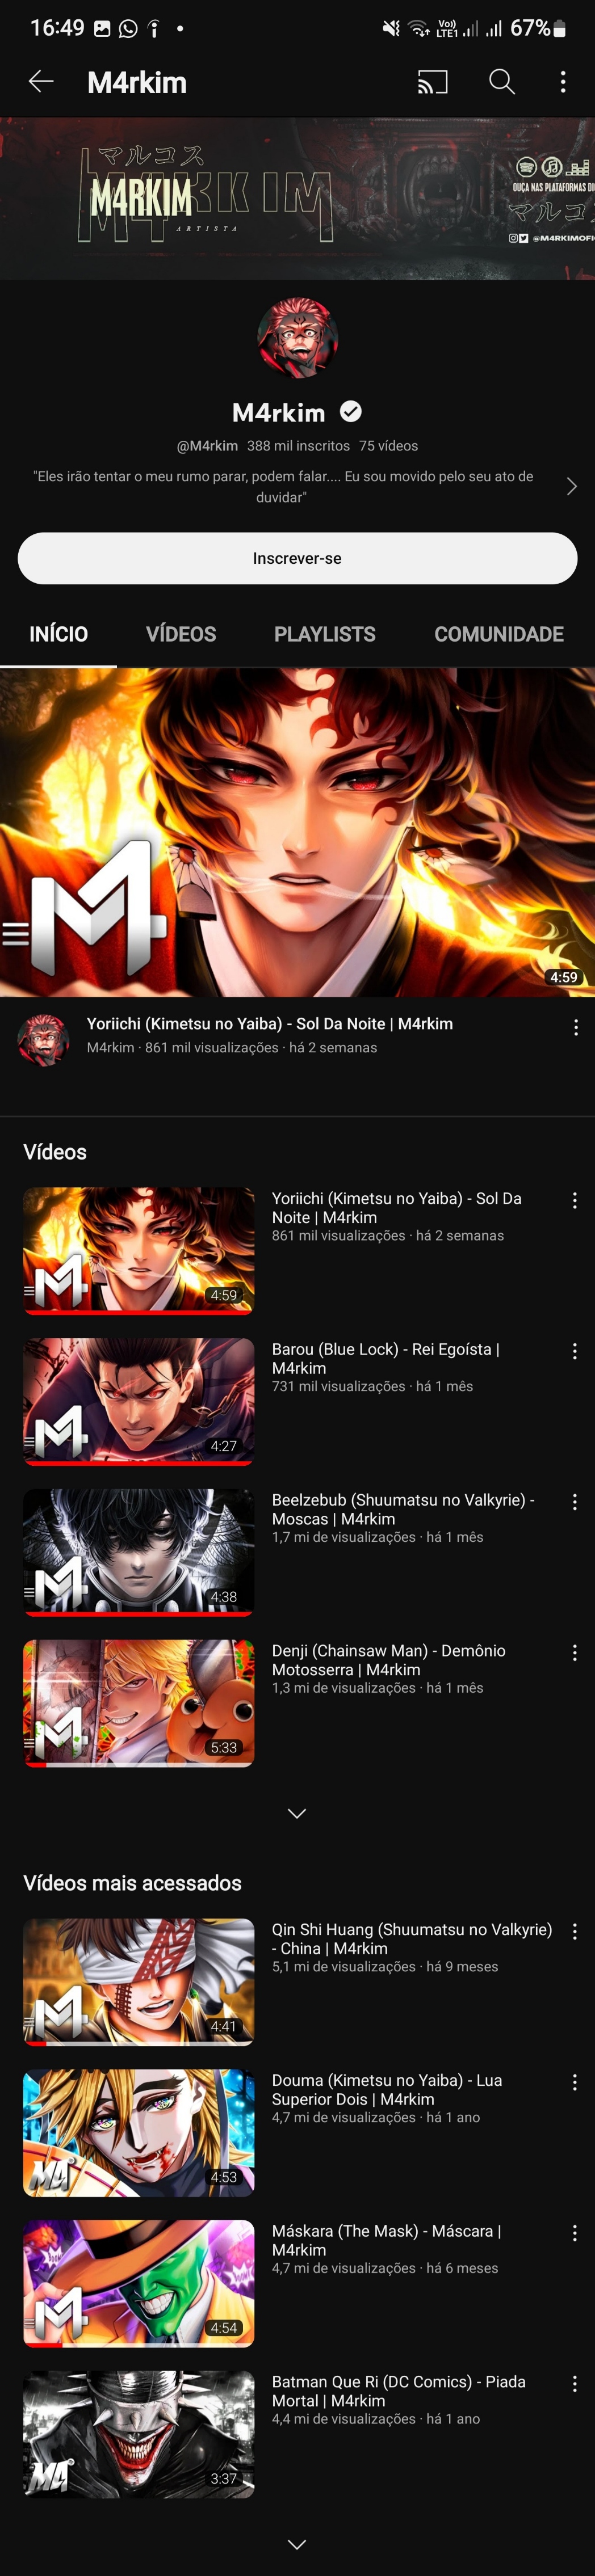 16:49 Vo)) LTE1 67%
M4rkim
マルコス
M4RKIM
ARTISTA
OUÇA NAS PLATAFORMAS DI
マルコス
@M4RKIMOFI
M4rkim
@M4rkim 388 mil inscritos 75 vídeos
"Eles irão tentar o meu rumo parar, podem falar.... Eu sou movido pelo seu ato de
duvidar"
Inscrever-se
INÍCIO VÍDEOS PLAYLISTS COMUNIDADE
M
4:59
Yoriichi (Kimetsu no Yaiba) - Sol Da Noite | M4rkim
M4rkim · 861 mil visualizações · há 2 semanas
Vídeos
Yoriichi (Kimetsu no Yaiba) - Sol Da
Noite | M4rkim
861 mil visualizações · há 2 semanas
4:59
Barou (Blue Lock) - Rei Egoísta |
M4rkim
731 mil visualizações · há 1 mês
4:27
Beelzebub (Shuumatsu no Valkyrie) -
Moscas | M4rkim
1,7 mi de visualizações · há 1 mês
4:38
Denji (Chainsaw Man) - Demônio
Motosserra | M4rkim
1,3 mi de visualizações · há 1 mês
5:33
Vídeos mais acessados
Qin Shi Huang (Shuumatsu no Valkyrie)
- China | M4rkim
5,1 mi de visualizações · há 9 meses
4:41
Douma (Kimetsu no Yaiba) - Lua
Superior Dois | M4rkim
4,7 mi de visualizações · há 1 ano
4:53
Máskara (The Mask) - Máscara |
M4rkim
4,7 mi de visualizações · há 6 meses
4:54
Batman Que Ri (DC Comics) - Piada
Mortal | M4rkim
4,4 mi de visualizações · há 1 ano
3:37